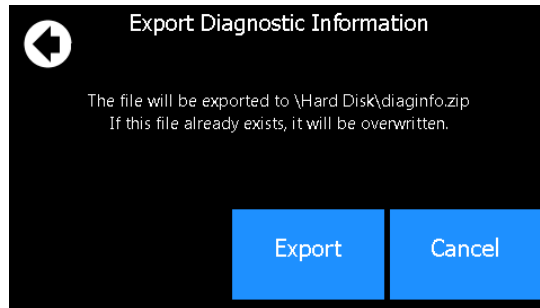 Export Diagnostic Information
The file will be exported to \Hard Disk\diaginfo.zip
If this file already exists, it will be overwritten.
Export
Cancel